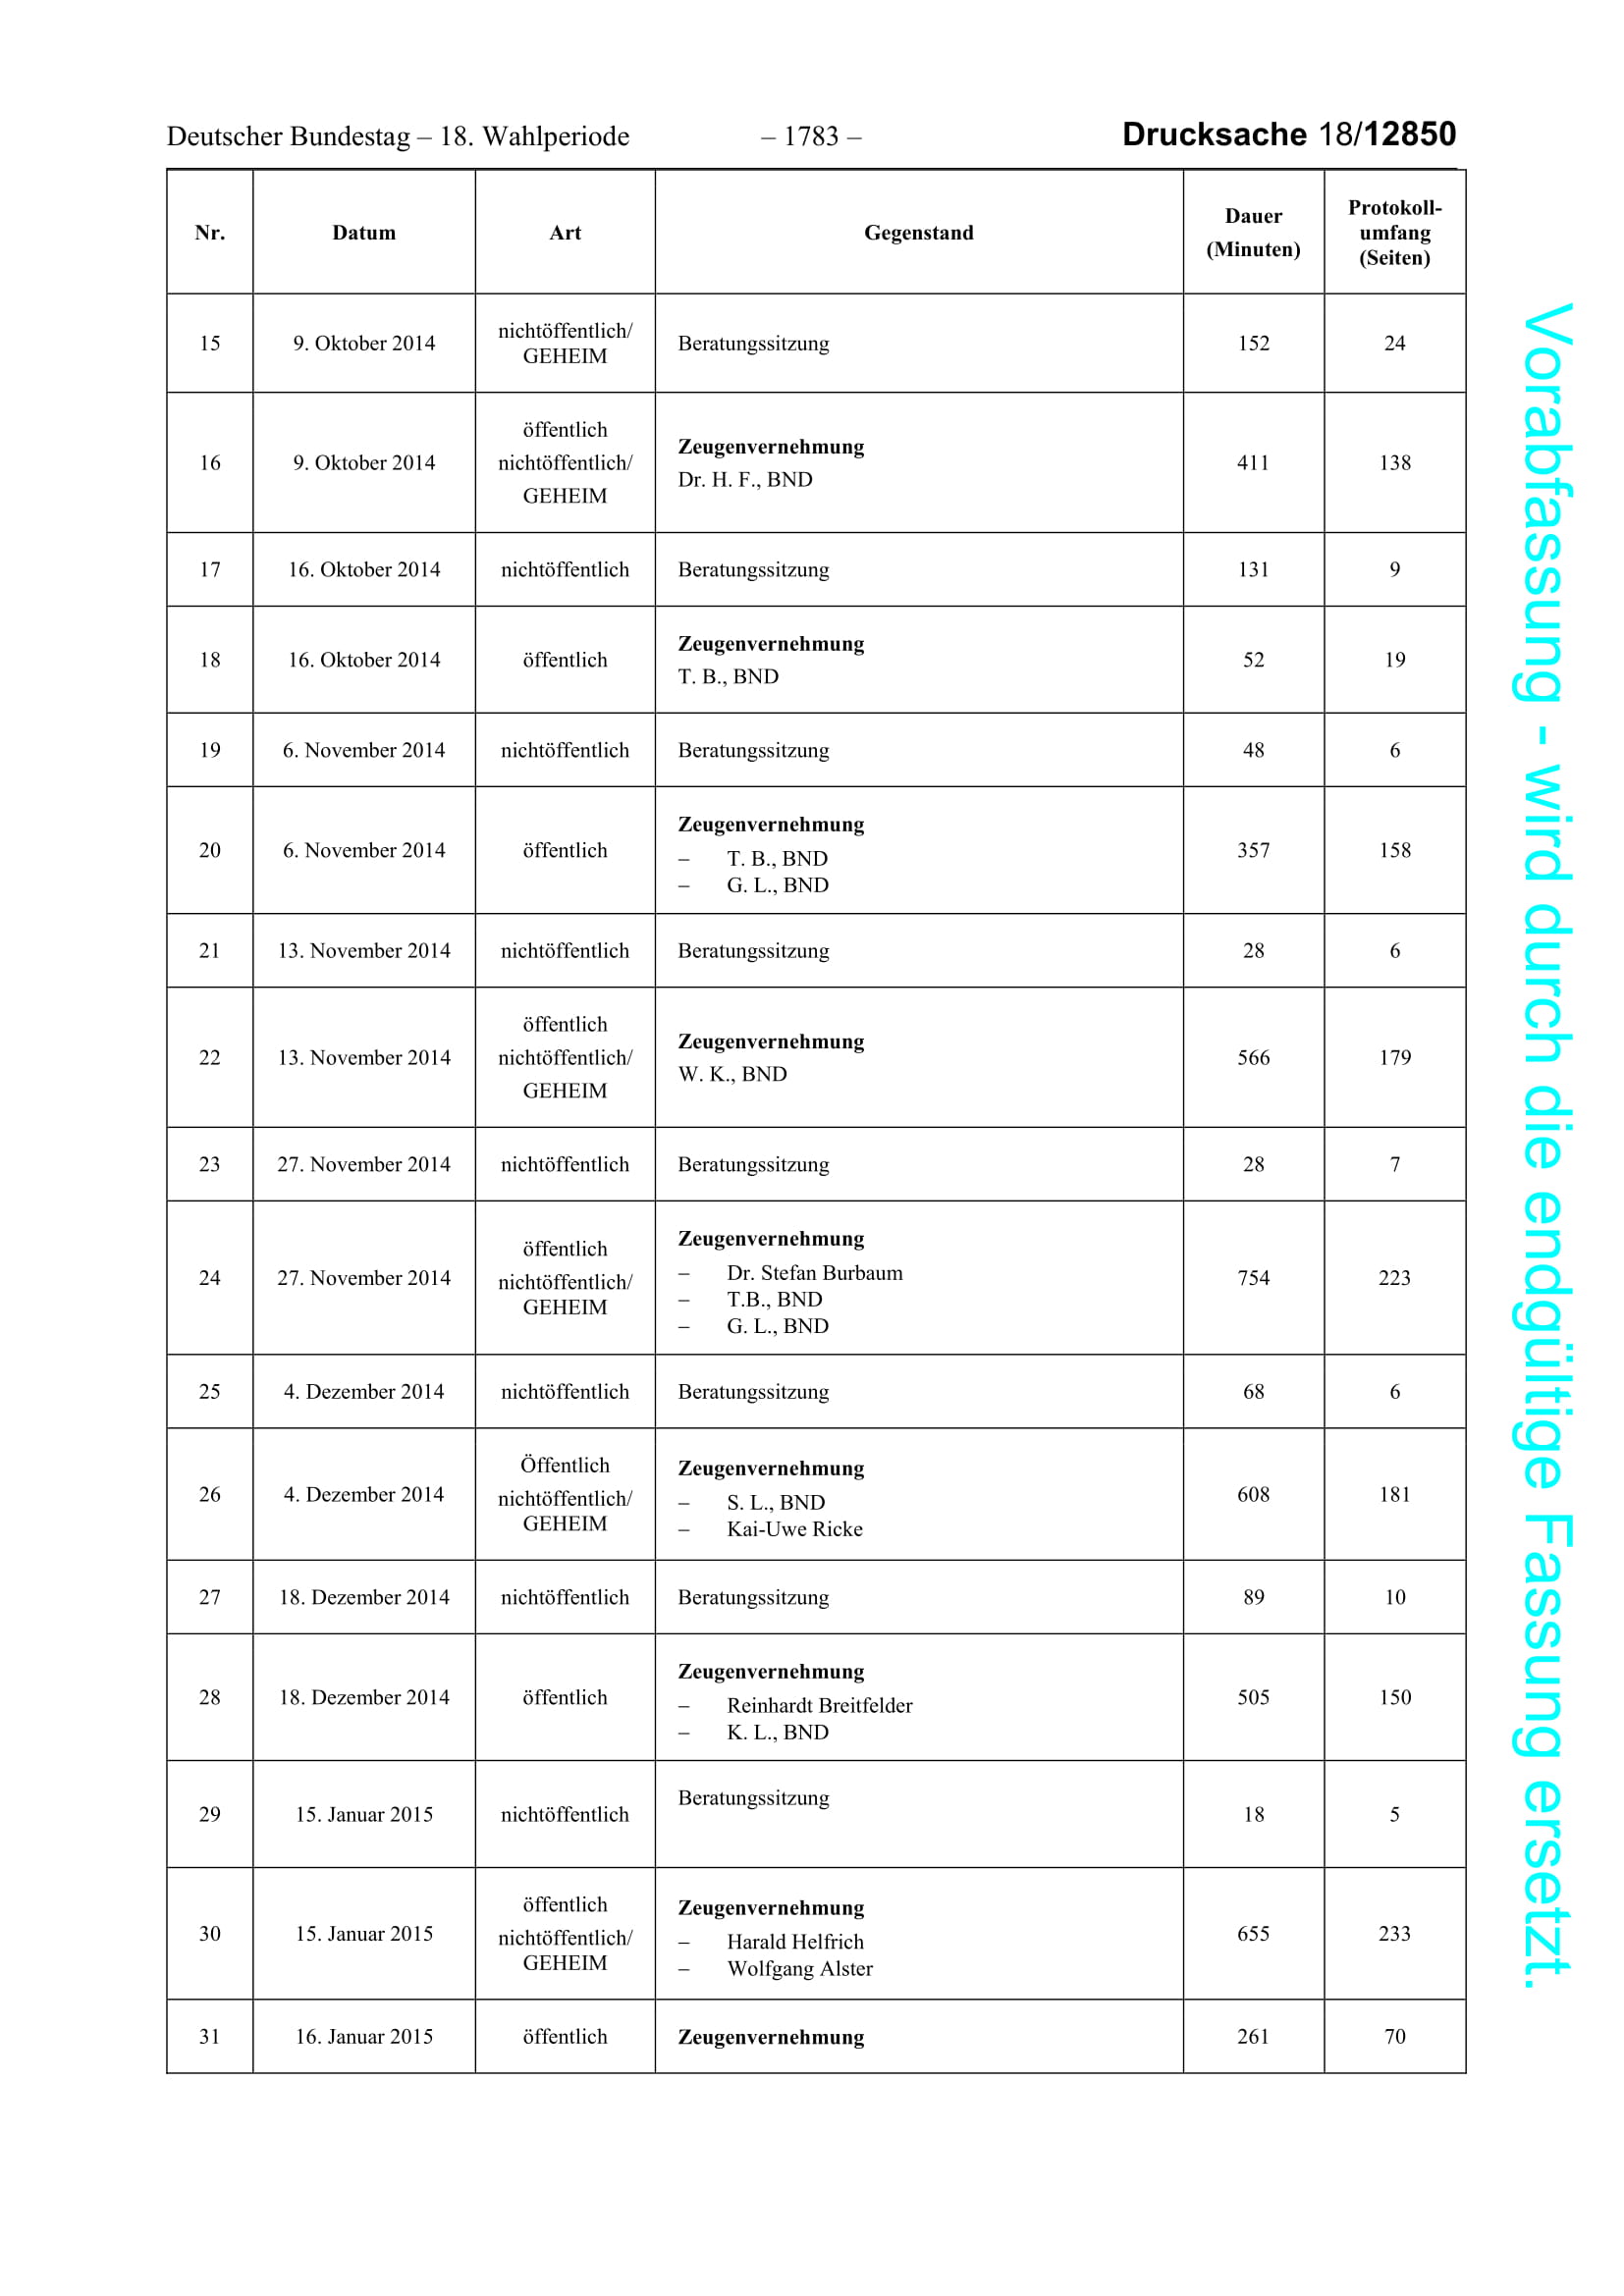 Deutscher Bundestag – 18. Wahlperiode – 1783 – Drucksache 18/12850
Nr. Datum Art Gegenstand Dauer (Minuten) Protokoll-umfang (Seiten)
15 9. Oktober 2014 nichtöffentlich/ GEHEIM Beratungssitzung 152 24
16 9. Oktober 2014 öffentlich nichtöffentlich/ GEHEIM Zeugenvernehmung Dr. H. F., BND 411 138
17 16. Oktober 2014 nichtöffentlich Beratungssitzung 131 9
18 16. Oktober 2014 öffentlich Zeugenvernehmung T. B., BND 52 19
19 6. November 2014 nichtöffentlich Beratungssitzung 48 6
20 6. November 2014 öffentlich Zeugenvernehmung – T. B., BND – G. L., BND 357 158
21 13. November 2014 nichtöffentlich Beratungssitzung 28 6
22 13. November 2014 öffentlich nichtöffentlich/ GEHEIM Zeugenvernehmung W. K., BND 566 179
23 27. November 2014 nichtöffentlich Beratungssitzung 28 7
24 27. November 2014 öffentlich nichtöffentlich/ GEHEIM Zeugenvernehmung – Dr. Stefan Burbaum – T.B., BND – G. L., BND 754 223
25 4. Dezember 2014 nichtöffentlich Beratungssitzung 68 6
26 4. Dezember 2014 Öffentlich nichtöffentlich/ GEHEIM Zeugenvernehmung – S. L., BND – Kai-Uwe Ricke 608 181
27 18. Dezember 2014 nichtöffentlich Beratungssitzung 89 10
28 18. Dezember 2014 öffentlich Zeugenvernehmung – Reinhardt Breitfelder – K. L., BND 505 150
29 15. Januar 2015 nichtöffentlich Beratungssitzung 18 5
30 15. Januar 2015 öffentlich nichtöffentlich/ GEHEIM Zeugenvernehmung – Harald Helfrich – Wolfgang Alster 655 233
31 16. Januar 2015 öffentlich Zeugenvernehmung 261 70
Vorabfassung - wird durch die endgültige Fassung ersetzt.